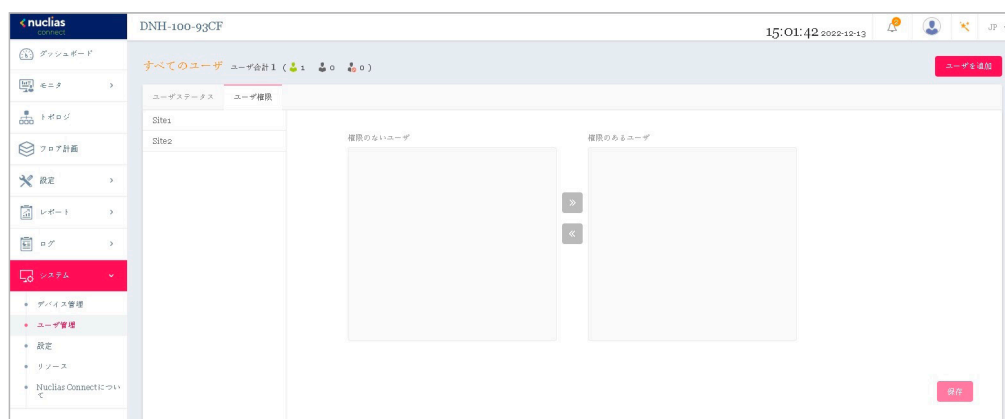 nuclias
connect
DNH-100-93CF
15:01:42 2022-12-13
2
JP
ダッシュボード
すべてのユーザ ユーザ合計 1 ( 1 0 0 )
ユーザを追加
モニタ
ユーザステータス ユーザ権限
トポロジ
Site1
Site2
権限のないユーザ
権限のあるユーザ
フロア計画
設定
レポート
ログ
システム
デバイス管理
ユーザ管理
設定
リソース
Nuclias Connectについ
て
保存